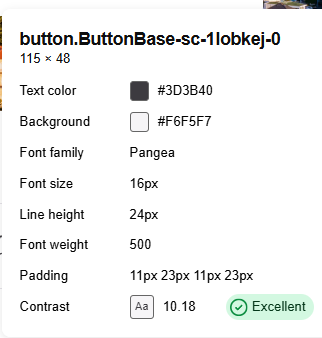 button.ButtonBase-sc-1lobkej-0
115 × 48
Text color #3D3B40
Background #F6F5F7
Font family Pangea
Font size 16px
Line height 24px
Font weight 500
Padding 11px 23px 11px 23px
Contrast Aa 10.18 Excellent